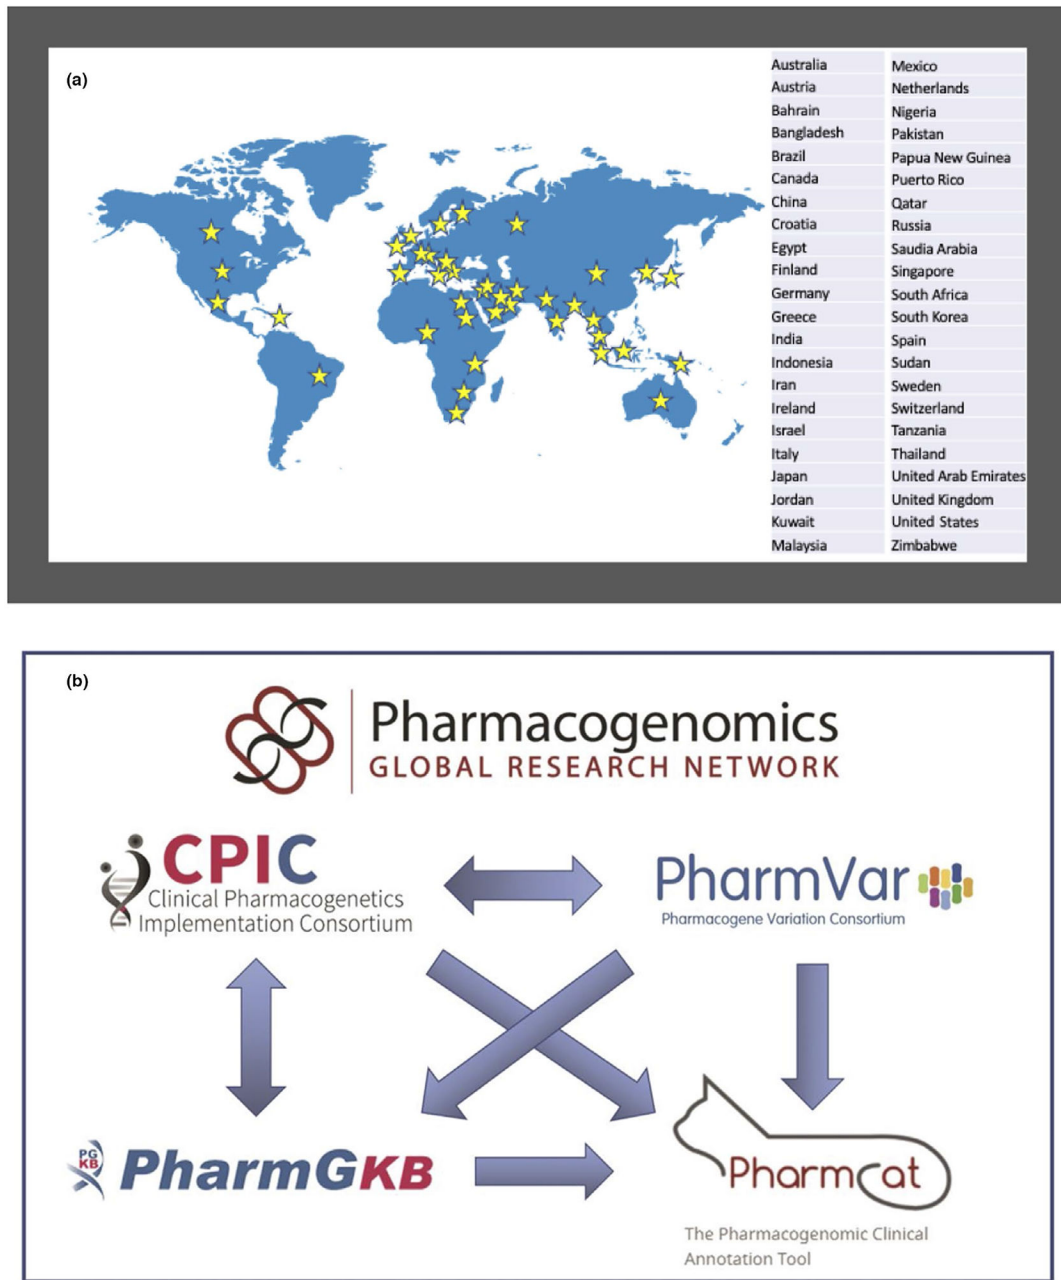 (a)
Australia
Austria
Bahrain
Bangladesh
Brazil
Canada
China
Croatia
Egypt
Finland
Germany
Greece
India
Indonesia
Iran
Ireland
Israel
Italy
Japan
Jordan
Kuwait
Malaysia
Mexico
Netherlands
Nigeria
Pakistan
Papua New Guinea
Puerto Rico
Qatar
Russia
Saudia Arabia
Singapore
South Africa
South Korea
Spain
Sudan
Sweden
Switzerland
Tanzania
Thailand
United Arab Emirates
United Kingdom
United States
Zimbabwe
(b)
Pharmacogenomics
GLOBAL RESEARCH NETWORK
CPIC
Clinical Pharmacogenetics
Implementation Consortium
PharmVar
Pharmacogene Variation Consortium
PG
KB
PharmGKB
PharmCat
The Pharmacogenomic Clinical
Annotation Tool